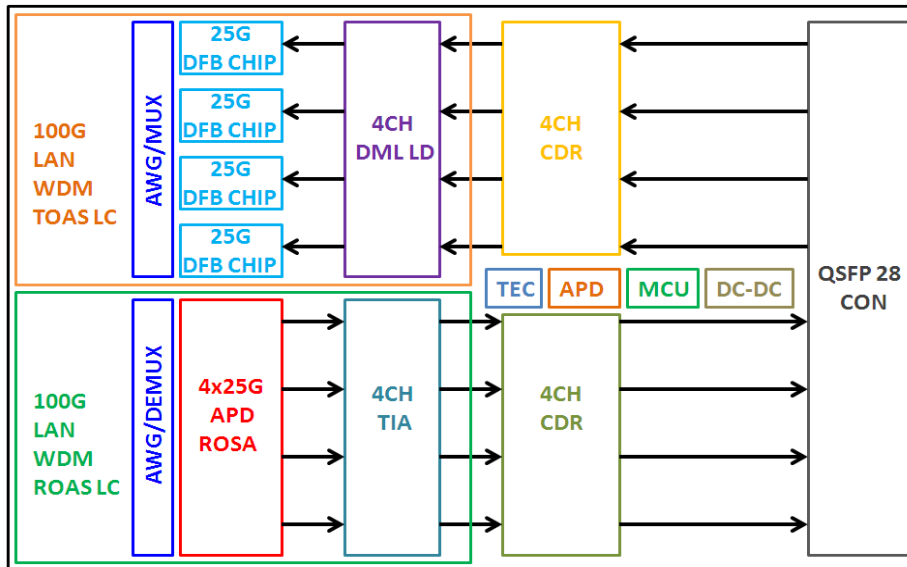 100G
LAN
WDM
TOAS LC
AWG/MUX
25G
DFB CHIP
25G
DFB CHIP
25G
DFB CHIP
25G
DFB CHIP
4CH
DML LD
4CH
CDR
TEC
APD
MCU
DC-DC
QSFP 28
CON
100G
LAN
WDM
ROAS LC
AWG/DEMUX
4x25G
APD
ROSA
4CH
TIA
4CH
CDR